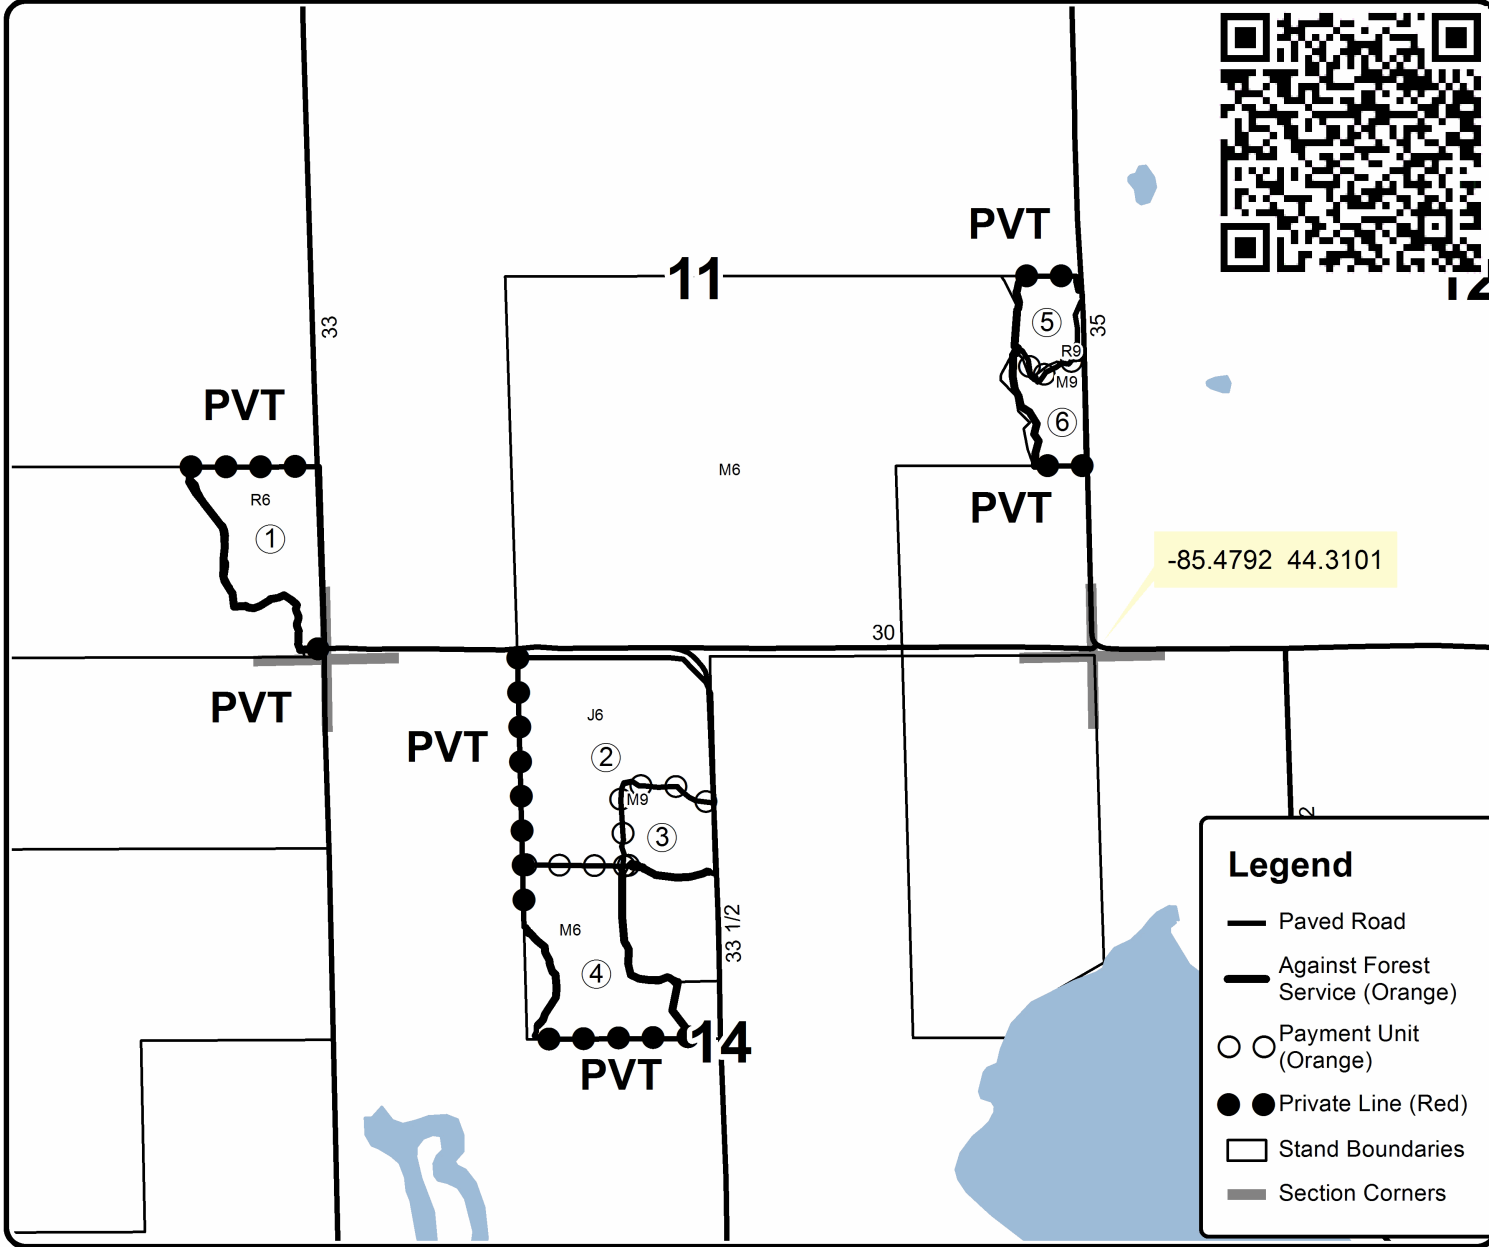 PVT
11
12
33
5
35
R9
M9
PVT
6
M6
R6
1
PVT
-85.4792 44.3101
30
PVT
PVT
J6
2
M9
3
2
33 1/2
M6
4
14
PVT
Legend
Paved Road
Against Forest
Service (Orange)
Payment Unit
(Orange)
Private Line (Red)
Stand Boundaries
Section Corners